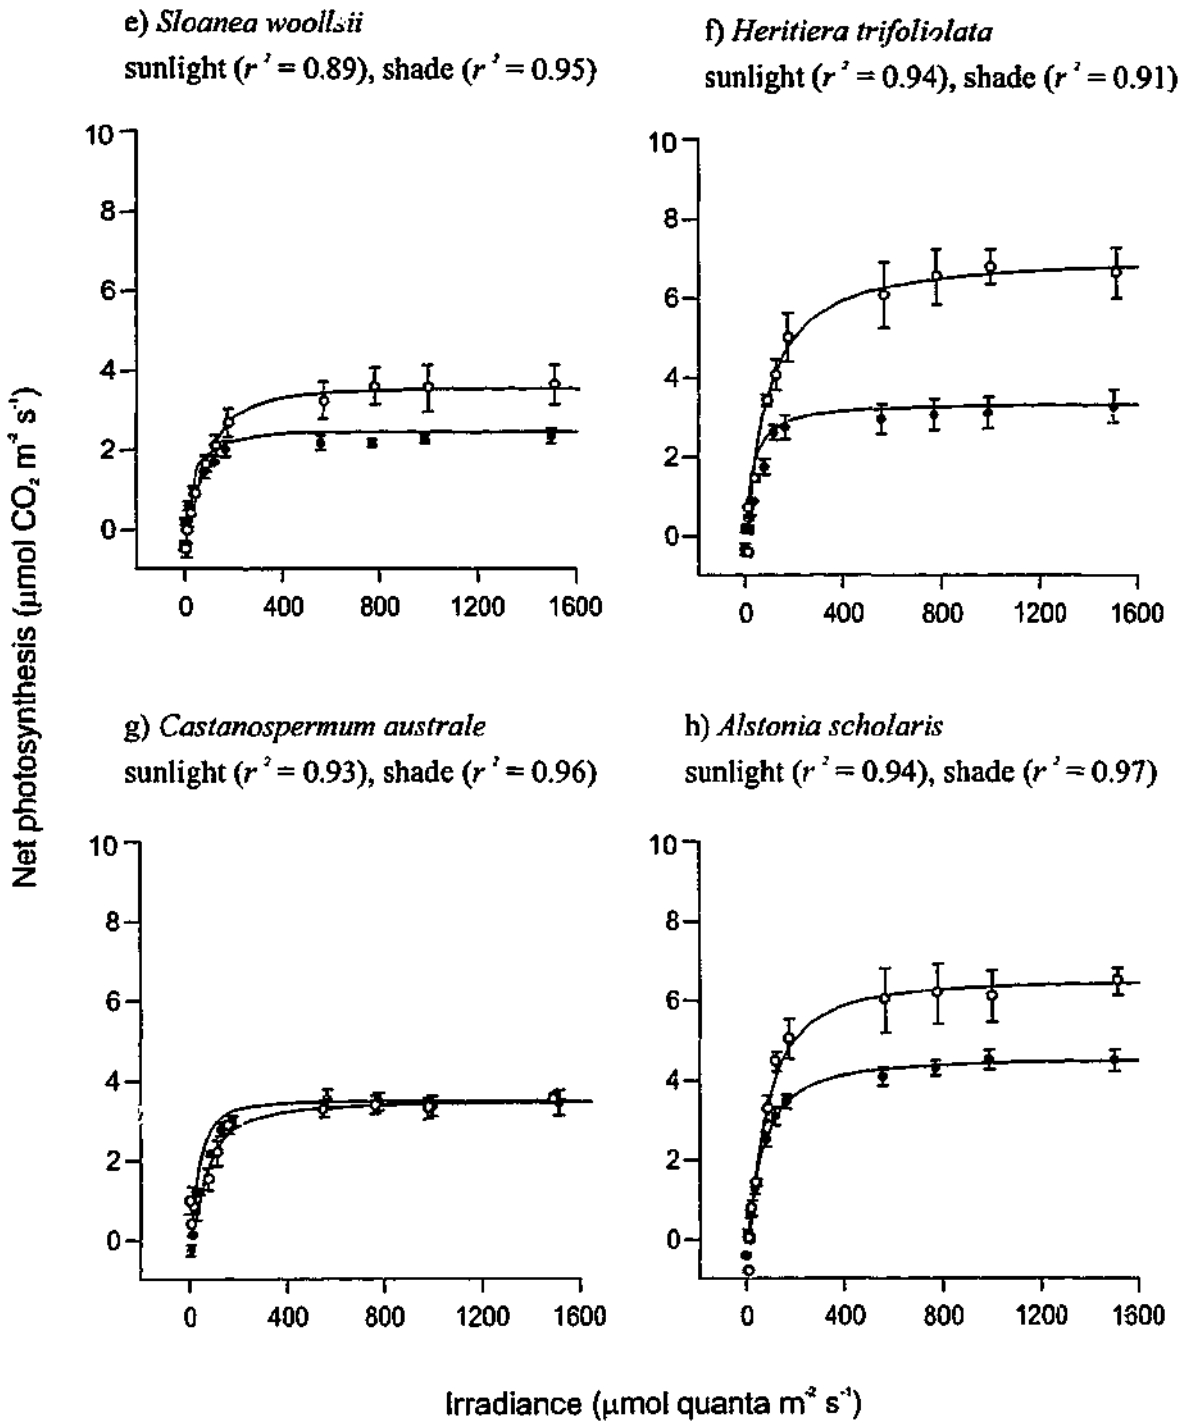 e) Sloanea woollsii
sunlight (r² = 0.89), shade (r² = 0.95)
f) Heritiera trifoliolata
sunlight (r² = 0.94), shade (r² = 0.91)
10
8
6
4
2
0
0 400 800 1200 1600
10
8
6
4
2
0
0 400 800 1200 1600
Net photosynthesis (μmol CO₂ m⁻² s⁻¹)
g) Castanospermum australe
sunlight (r² = 0.93), shade (r² = 0.96)
h) Alstonia scholaris
sunlight (r² = 0.94), shade (r² = 0.97)
10
8
6
4
2
0
0 400 800 1200 1600
10
8
6
4
2
0
0 400 800 1200 1600
Irradiance (μmol quanta m⁻² s⁻¹)